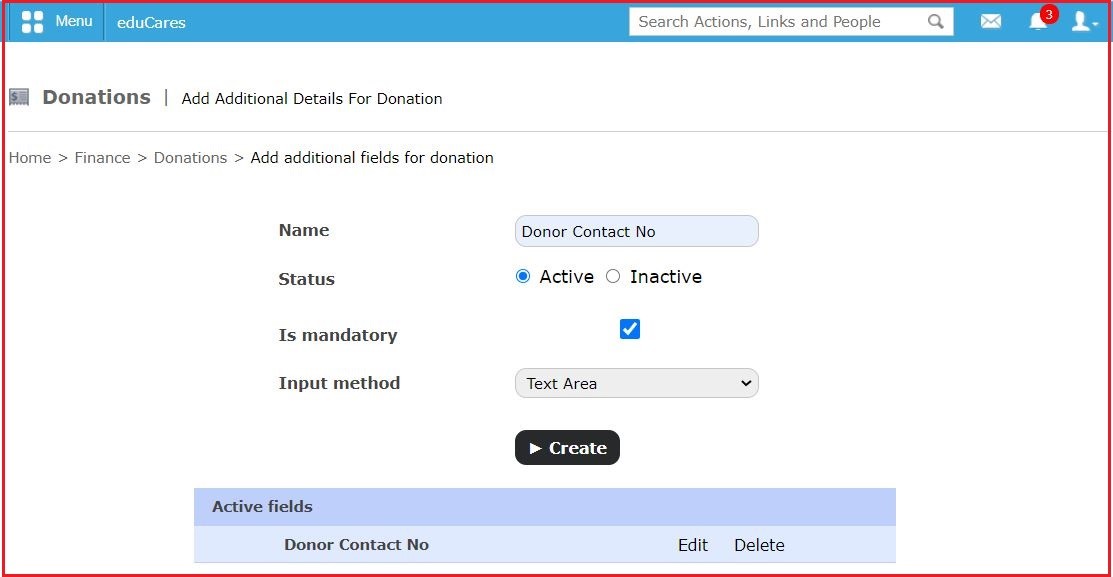 Menu eduCares Search Actions, Links and People 3
Donations | Add Additional Details For Donation
Home > Finance > Donations > Add additional fields for donation
Name Donor Contact No
Status Active Inactive
Is mandatory
Input method Text Area
► Create
Active fields
Donor Contact No Edit Delete